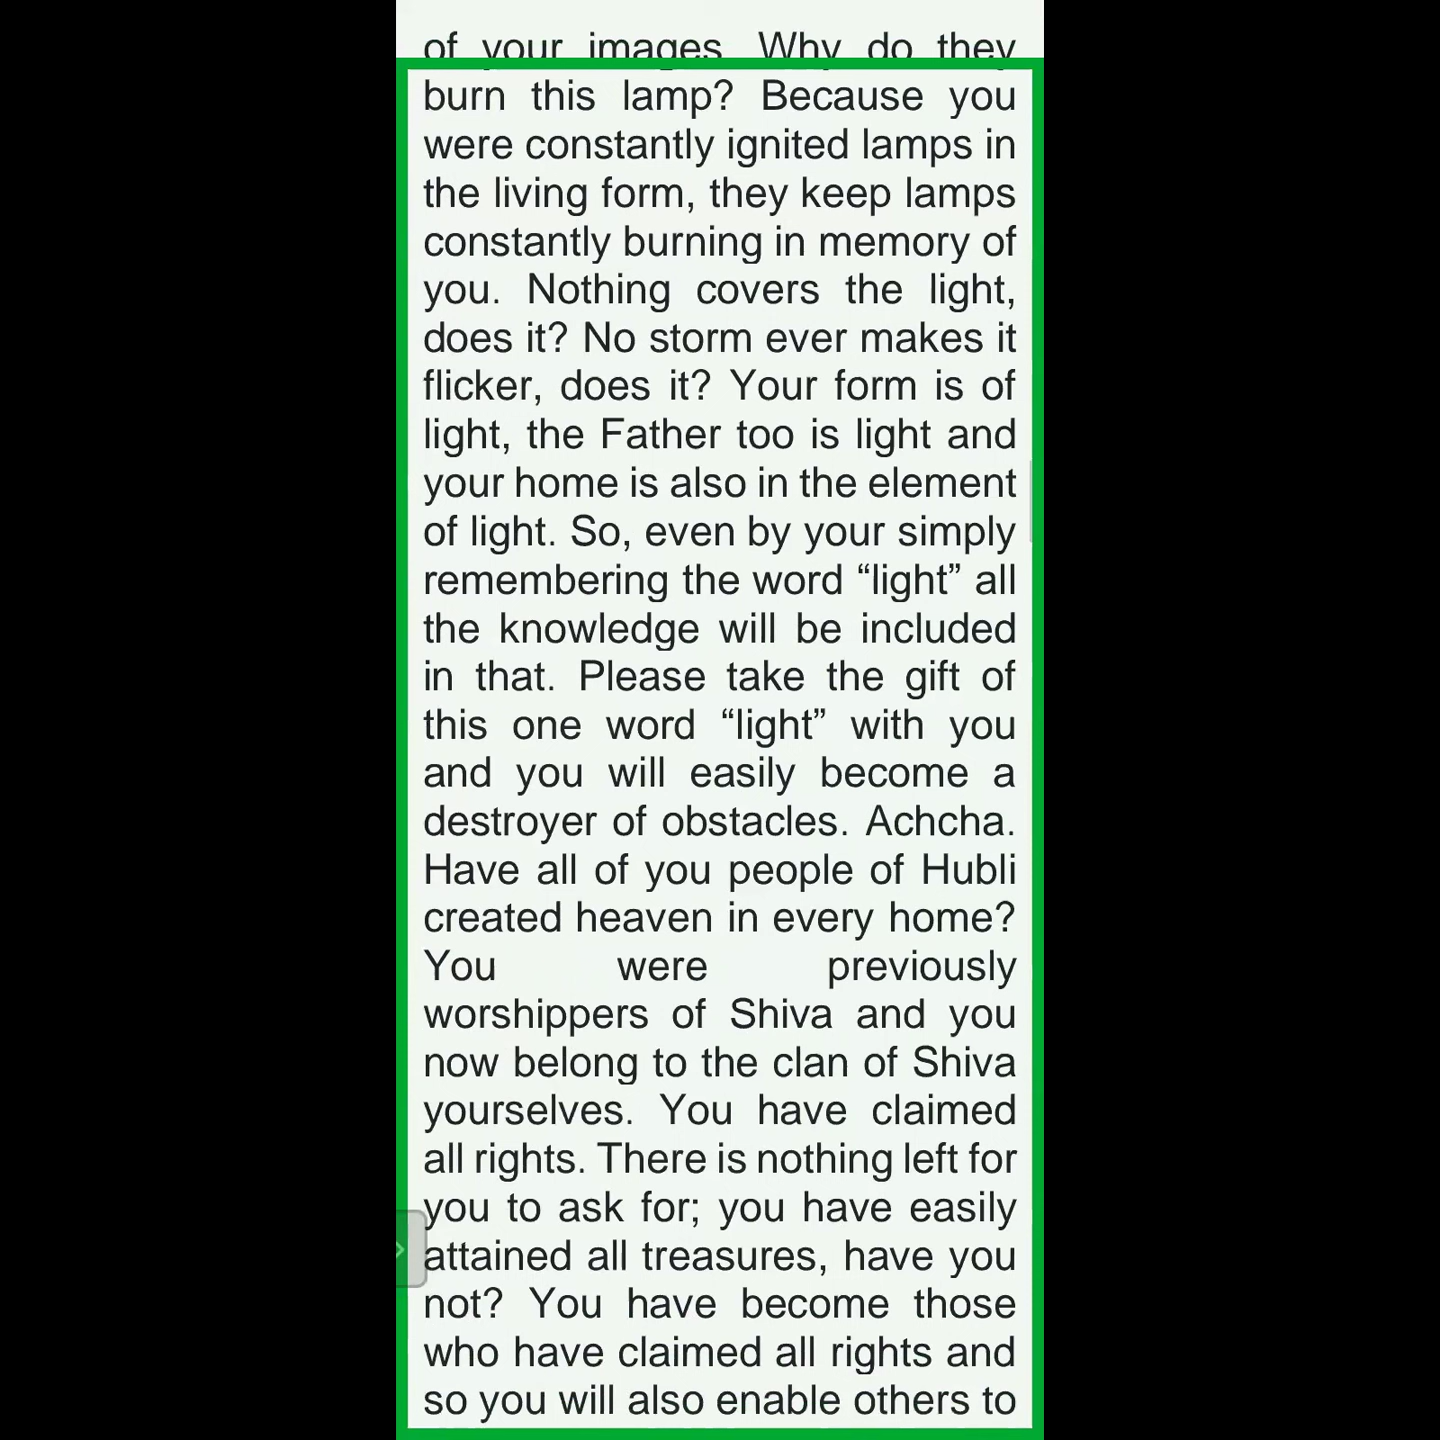 of your images. Why do they
burn this lamp? Because you
were constantly ignited lamps in
the living form, they keep lamps
constantly burning in memory of
you. Nothing covers the light,
does it? No storm ever makes it
flicker, does it? Your form is of
light, the Father too is light and
your home is also in the element
of light. So, even by your simply
remembering the word “light” all
the knowledge will be included
in that. Please take the gift of
this one word “light” with you
and you will easily become a
destroyer of obstacles. Achcha.
Have all of you people of Hubli
created heaven in every home?
You were previously
worshippers of Shiva and you
now belong to the clan of Shiva
yourselves. You have claimed
all rights. There is nothing left for
you to ask for; you have easily
attained all treasures, have you
not? You have become those
who have claimed all rights and
so you will also enable others to